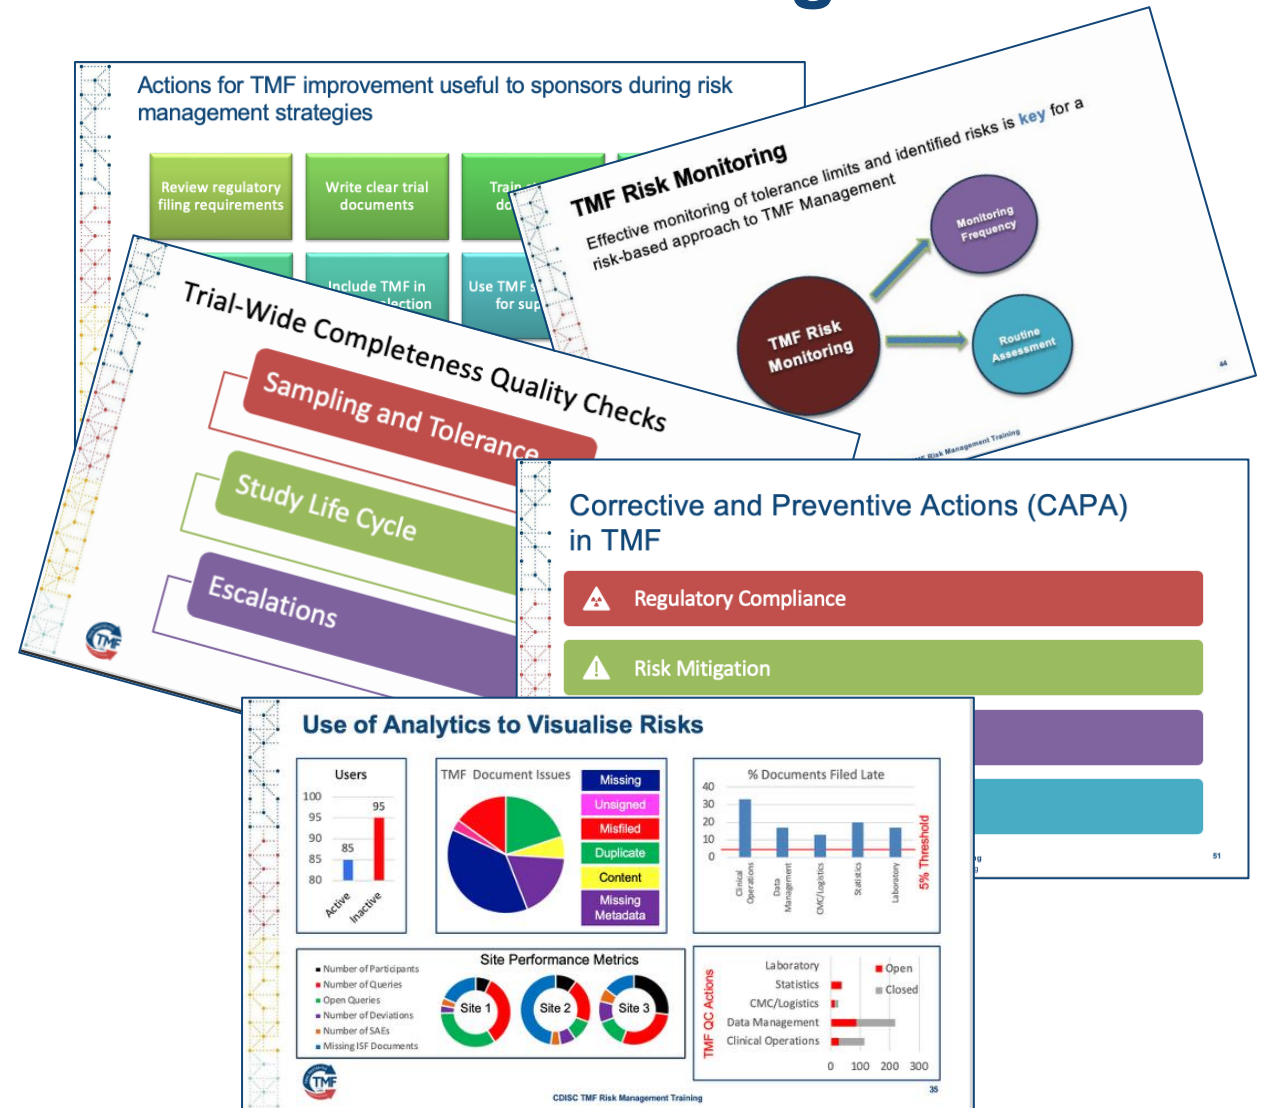 Actions for TMF improvement useful to sponsors during risk
management strategies
Review regulatory
filing requirements
Write clear trial
documents
Include TMF in
Use TMF
for
TMF Risk Monitoring
Effective monitoring of tolerance limits and identified risks is key for a
risk-based approach to TMF Management
Monitoring
Frequency
TMF Risk
Monitoring
Routine
Assessment
44
Risk Management Training
Trial-Wide Completeness Quality Checks
Sampling and Tolerance
Study Life Cycle
Escalations
TMF
Corrective and Preventive Actions (CAPA)
in TMF
Regulatory Compliance
Risk Mitigation
51
Use of Analytics to Visualise Risks
Users
100
95
90
85
80
85
95
Active
Inactive
TMF Document Issues
Missing
Unsigned
Misfiled
Duplicate
Content
Missing
Metadata
% Documents Filed Late
40
30
20
10
0
Clinical
Operations
Data
Management
CMC/Logistics
Statistics
Laboratory
5% Threshold
Number of Participants
Number of Queries
Open Queries
Number of Deviations
Number of SAEs
Missing ISF Documents
Site Performance Metrics
Site 1
Site 2
Site 3
TMF QC Actions
Laboratory
Statistics
CMC/Logistics
Data Management
Clinical Operations
Open
Closed
0 100 200 300
TMF
CDISC TMF Risk Management Training
35